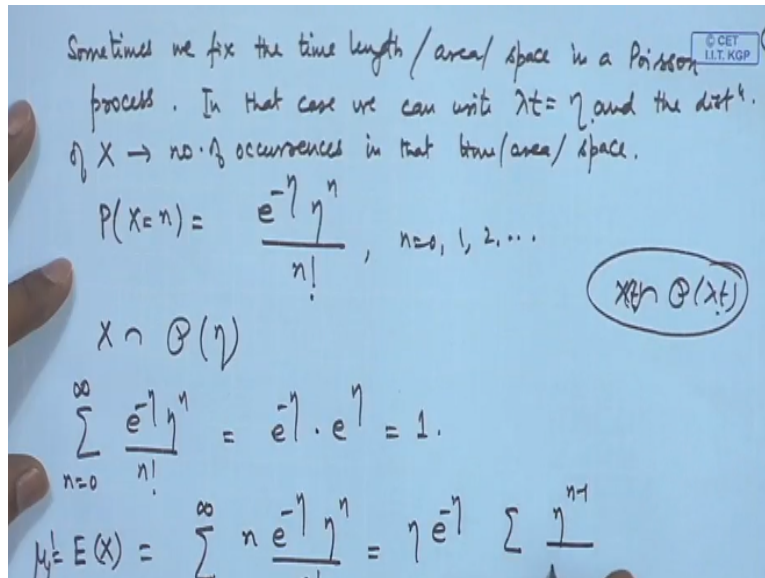 Sometimes we fix the time length / area / space in a Poisson
© CET
I.I.T. KGP
process. In that case we can write λt = η and the distⁿ.
of X → no. of occurrences in that time/area/space.
P(X=n) = e^{-η} η^n / n! , n=0, 1, 2, ...
X(t) ~ P(λt)
X ~ P(η)
∑_{n=0}^{∞} e^{-η} η^n / n! = e^{-η} · e^{η} = 1.
μ₁' = E(X) = ∑^{∞} n e^{-η} η^n / n! = η e^{-η} ∑ η^{n-1}